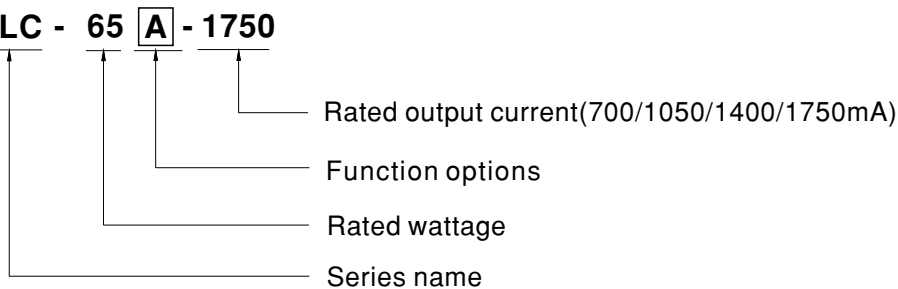 LC - 65 A - 1750
Rated output current(700/1050/1400/1750mA)
Function options
Rated wattage
Series name